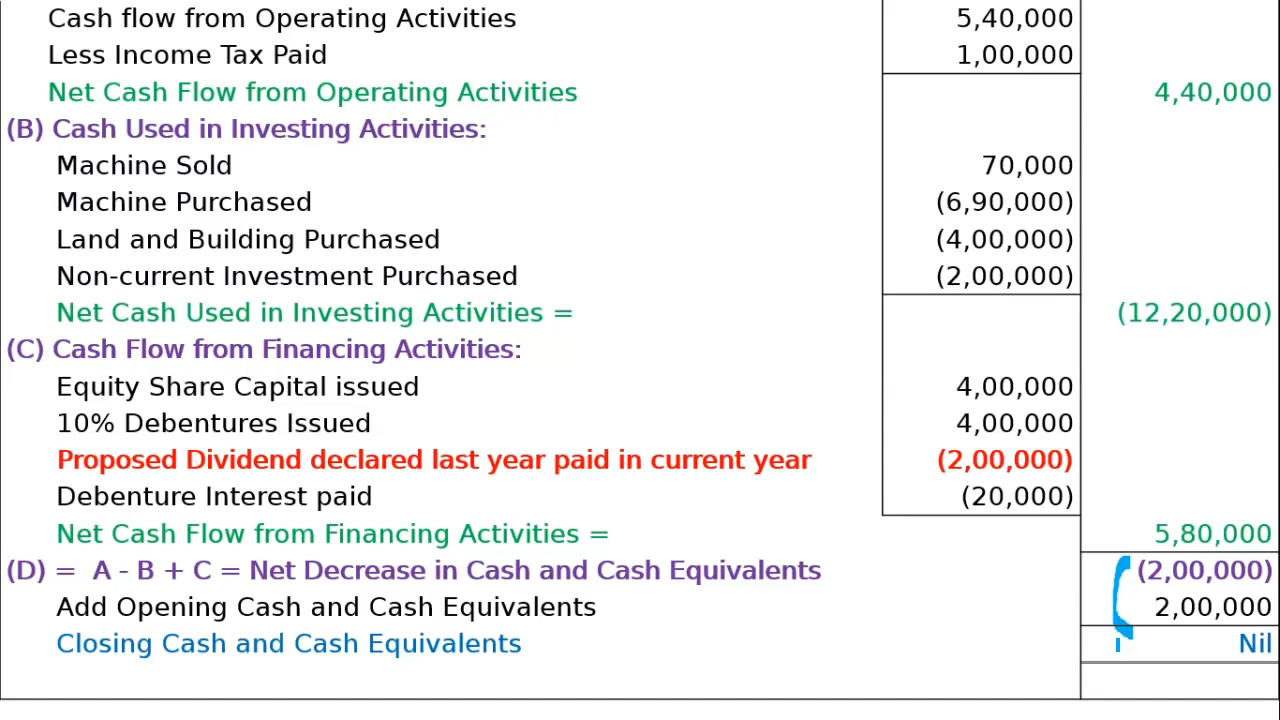 Cash flow from Operating Activities 5,40,000
Less Income Tax Paid 1,00,000
Net Cash Flow from Operating Activities 4,40,000
(B) Cash Used in Investing Activities:
Machine Sold 70,000
Machine Purchased (6,90,000)
Land and Building Purchased (4,00,000)
Non-current Investment Purchased (2,00,000)
Net Cash Used in Investing Activities = (12,20,000)
(C) Cash Flow from Financing Activities:
Equity Share Capital issued 4,00,000
10% Debentures Issued 4,00,000
Proposed Dividend declared last year paid in current year (2,00,000)
Debenture Interest paid (20,000)
Net Cash Flow from Financing Activities = 5,80,000
(D) = A - B + C = Net Decrease in Cash and Cash Equivalents (2,00,000)
Add Opening Cash and Cash Equivalents 2,00,000
Closing Cash and Cash Equivalents Nil